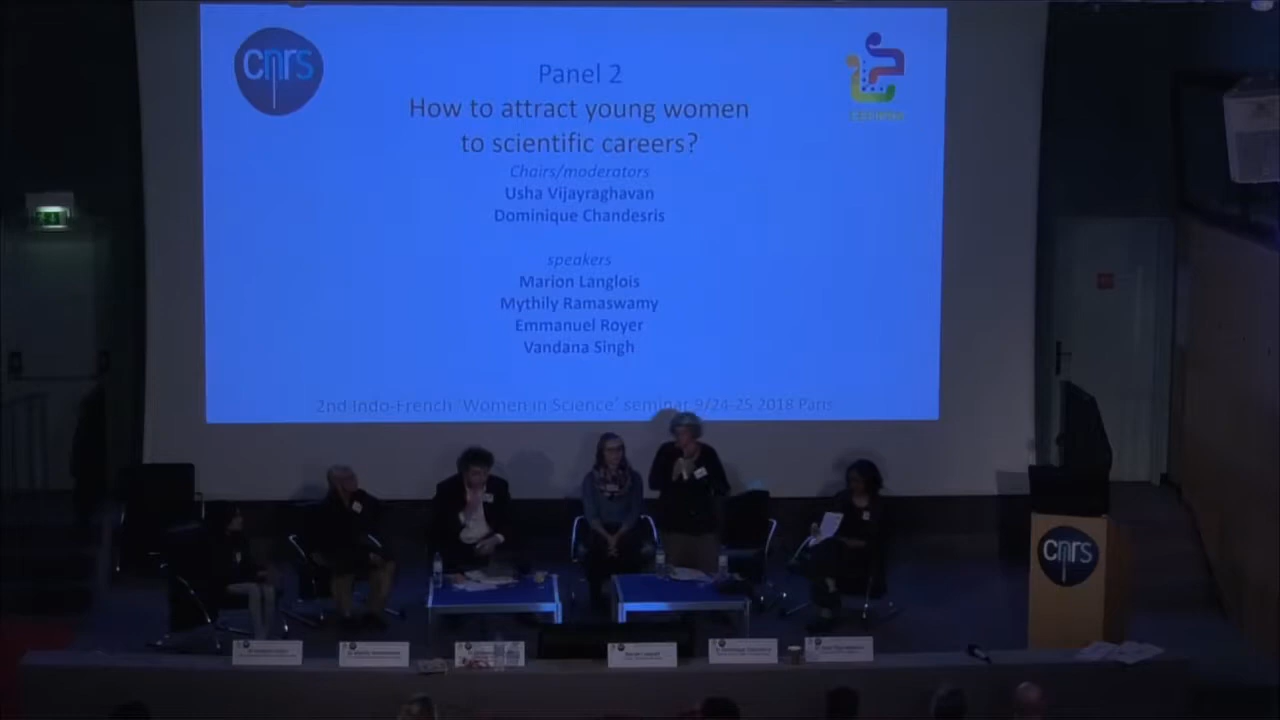 cnrs
Panel 2
How to attract young women
to scientific careers?
Chairs/moderators
Usha Vijayraghavan
Dominique Chandesris
speakers
Marion Langlois
Mythily Ramaswamy
Emmanuel Royer
Vandana Singh
2nd Indo-French 'Women in Science' seminar 9/24-25 2018 Paris
cnrs